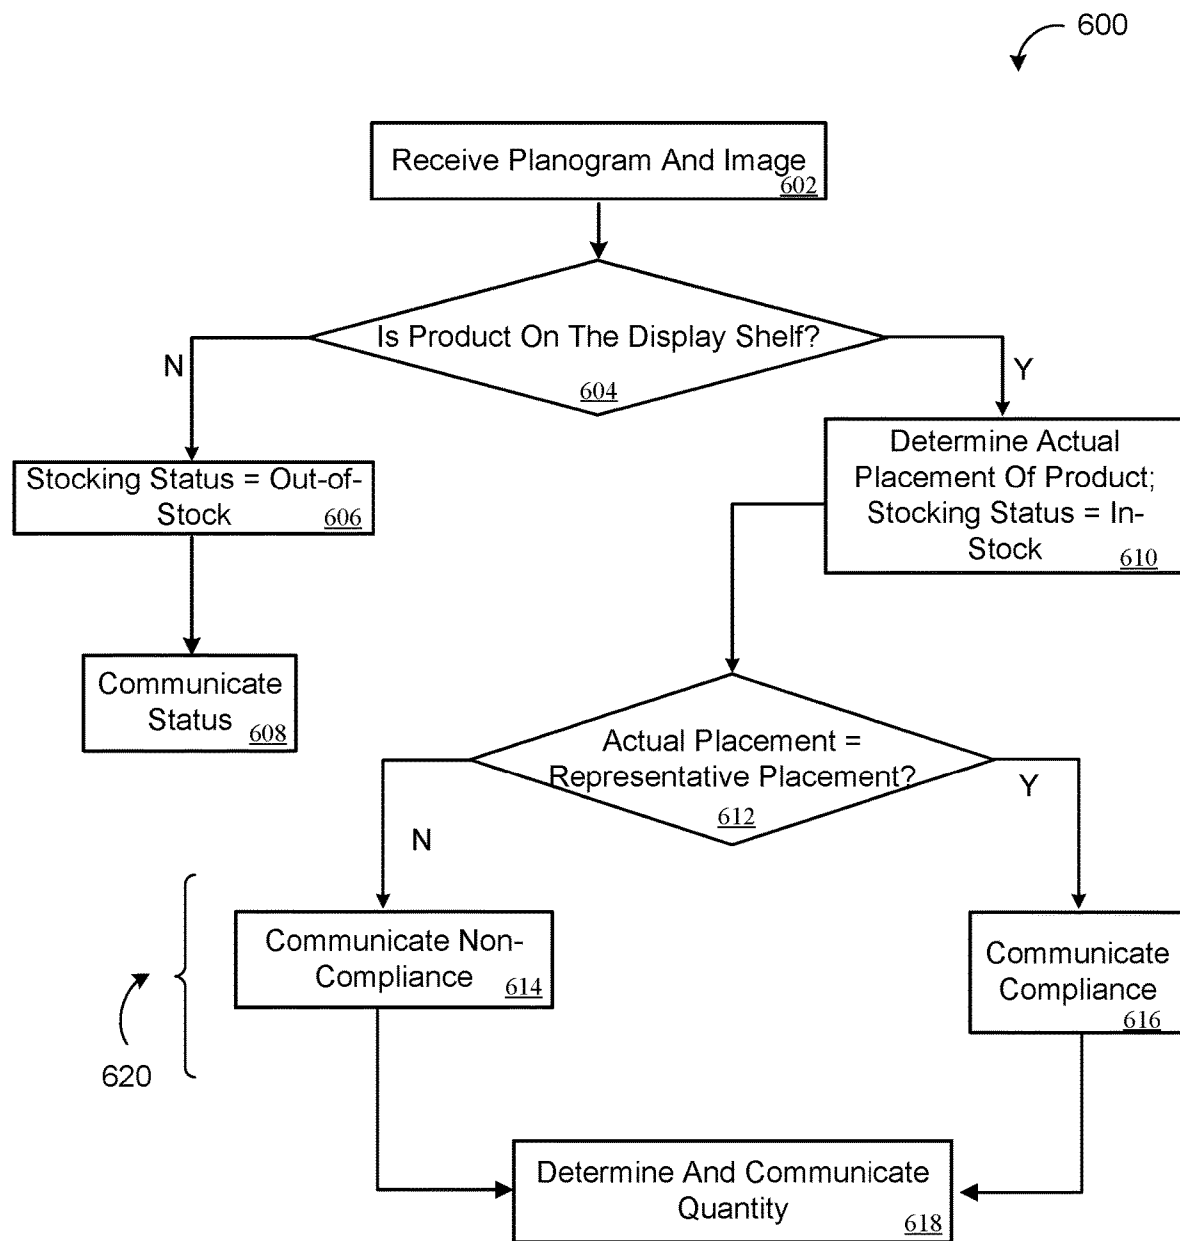 600
Receive Planogram And Image
602
Is Product On The Display Shelf?
604
N
Y
Stocking Status = Out-of-
Stock
606
Determine Actual
Placement Of Product;
Stocking Status = In-
Stock
610
Communicate
Status
608
Actual Placement =
Representative Placement?
612
N
Y
Communicate Non-
Compliance
614
Communicate
Compliance
616
620
Determine And Communicate
Quantity
618